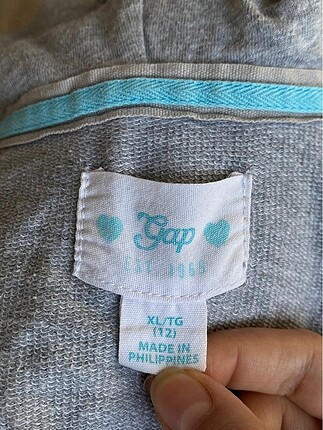 Gap
EST. 1969
XL/TG
(12)
MADE IN
PHILIPPINES